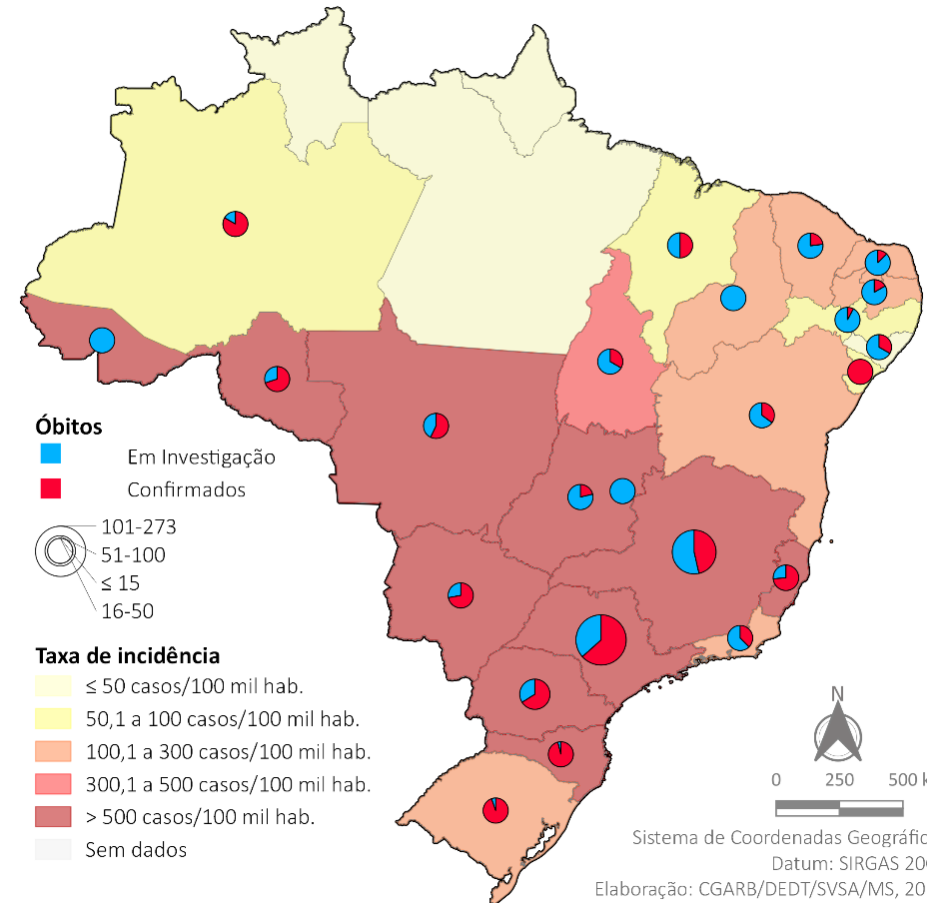 Óbitos
Em Investigação
Confirmados
101-273
51-100
≤ 15
16-50
Taxa de incidência
≤ 50 casos/100 mil hab.
50,1 a 100 casos/100 mil hab.
100,1 a 300 casos/100 mil hab.
300,1 a 500 casos/100 mil hab.
> 500 casos/100 mil hab.
Sem dados
N
0 250 500 k
Sistema de Coordenadas Geográfic
Datum: SIRGAS 200
Elaboração: CGARB/DEDT/SVSA/MS, 20